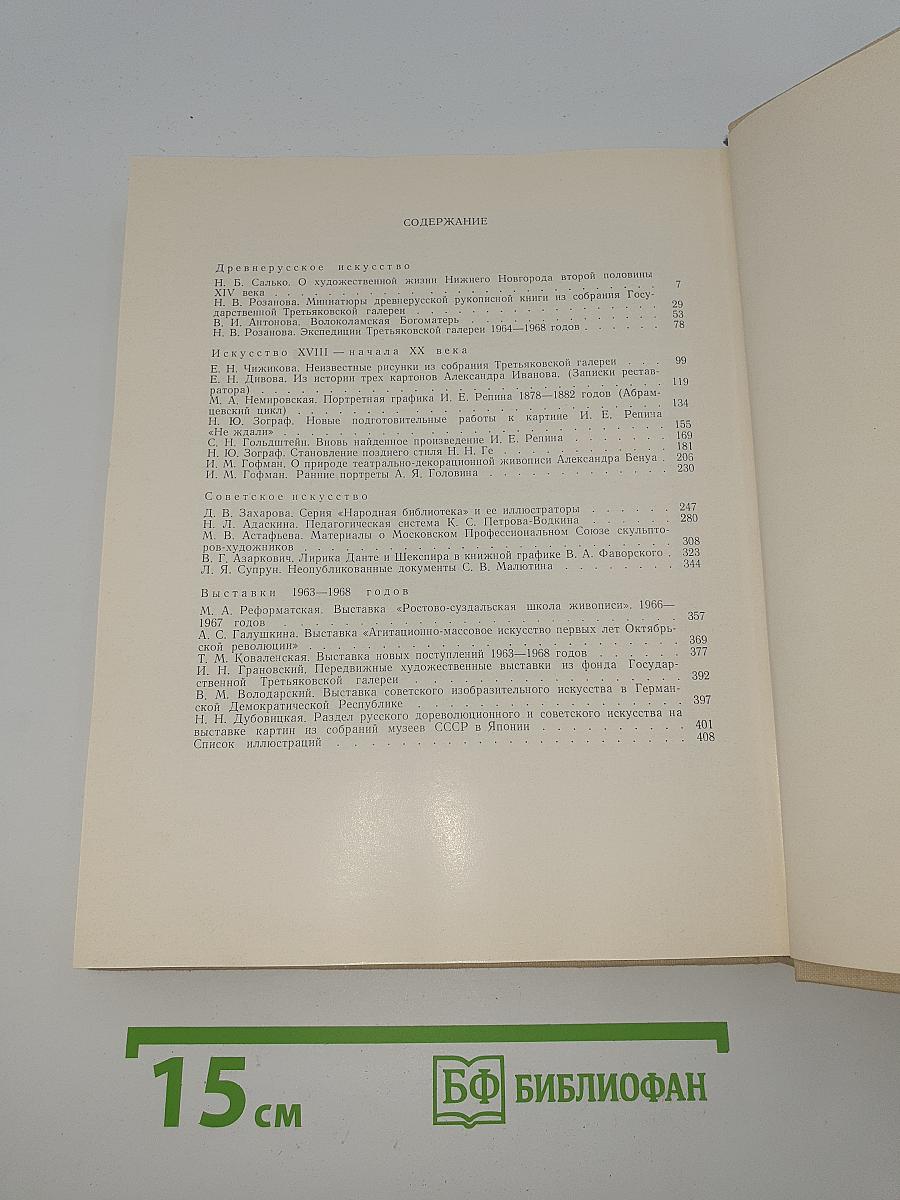 СОДЕРЖАНИЕ
Древнерусское искусство
Н. Б. Салько. О художественной жизни Нижнего Новгорода второй половины
XIV века . . . 7
Н. В. Розанова. Миниатюры древнерусской рукописной книги из собрания Госу-
дарственной Третьяковской галереи . . . 29
В. И. Антонова. Волоколамская Богоматерь . . . 53
Н. В. Розанова. Экспедиции Третьяковской галереи 1964—1968 годов . . . 78
Искусство XVIII — начала XX века
Е. Н. Чижикова. Неизвестные рисунки из собрания Третьяковской галереи . . . 99
Е. Н. Дивова. Из истории трех картонов Александра Иванова. (Записки рестав-
ратора) . . . 119
М. А. Немировская. Портретная графика И. Е. Репина 1878—1882 годов (Абрам-
цевский цикл) . . . 134
Н. Ю. Зограф. Новые подготовительные работы к картине И. Е. Репина
«Не ждали» . . . 155
С. Н. Гольдштейн. Вновь найденное произведение И. Е. Репина . . . 169
Н. Ю. Зограф. Становление позднего стиля Н. Н. Ге . . . 181
И. М. Гофман. О природе театрально-декорационной живописи Александра Бенуа . 206
И. М. Гофман. Ранние портреты А. Я. Головина . . . 230
Советское искусство
Д. В. Захарова. Серия «Народная библиотека» и ее иллюстраторы . . . 247
Н. Л. Адаскина. Педагогическая система К. С. Петрова-Водкина . . . 280
М. В. Астафьева. Материалы о Московском Профессиональном Союзе скульпто-
ров-художников . . . 308
В. Г. Азаркович. Лирика Данте и Шекспира в книжной графике В. А. Фаворского . 323
Л. Я. Супрун. Неопубликованные документы С. В. Малютина . . . 344
Выставки 1963—1968 годов
М. А. Реформатская. Выставка «Ростово-суздальская школа живописи». 1966—
1967 годов . . . 357
А. С. Галушкина. Выставка «Агитационно-массовое искусство первых лет Октябрь-
ской революции» . . . 369
Т. М. Коваленская. Выставка новых поступлений 1963—1968 годов . . . 377
И. Н. Грановский. Передвижные художественные выставки из фонда Государ-
ственной Третьяковской галереи . . . 392
В. М. Володарский. Выставка советского изобразительного искусства в Герман-
ской Демократической Республике . . . 397
Н. Н. Дубовицкая. Раздел русского дореволюционного и советского искусства на
выставке картин из собраний музеев СССР в Японии . . . 401
Список иллюстраций . . . 408
15 см
БФ БИБЛИОФАН